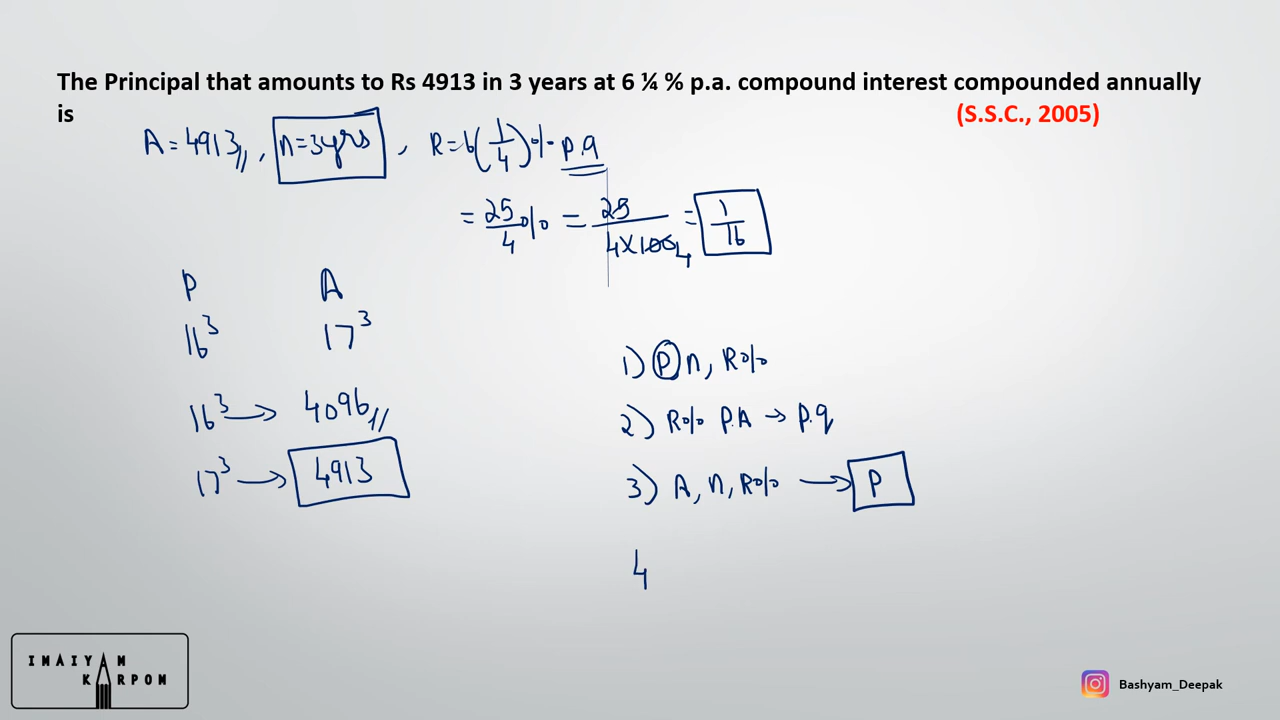 The Principal that amounts to Rs 4913 in 3 years at 6 ¼ % p.a. compound interest compounded annually
is (S.S.C., 2005)
A = 4913//, n=3yrs, R=6(1/4)% p.a
= 25/4 % = 25/(4×100) 4 = 1/16
P A
16³ 17³
16³ → 4096//
17³ → 4913
1) P n, R%
2) R% P.A → P.q
3) A, n, R% → P
4
IMAIYAM
KARPOM
Bashyam_Deepak